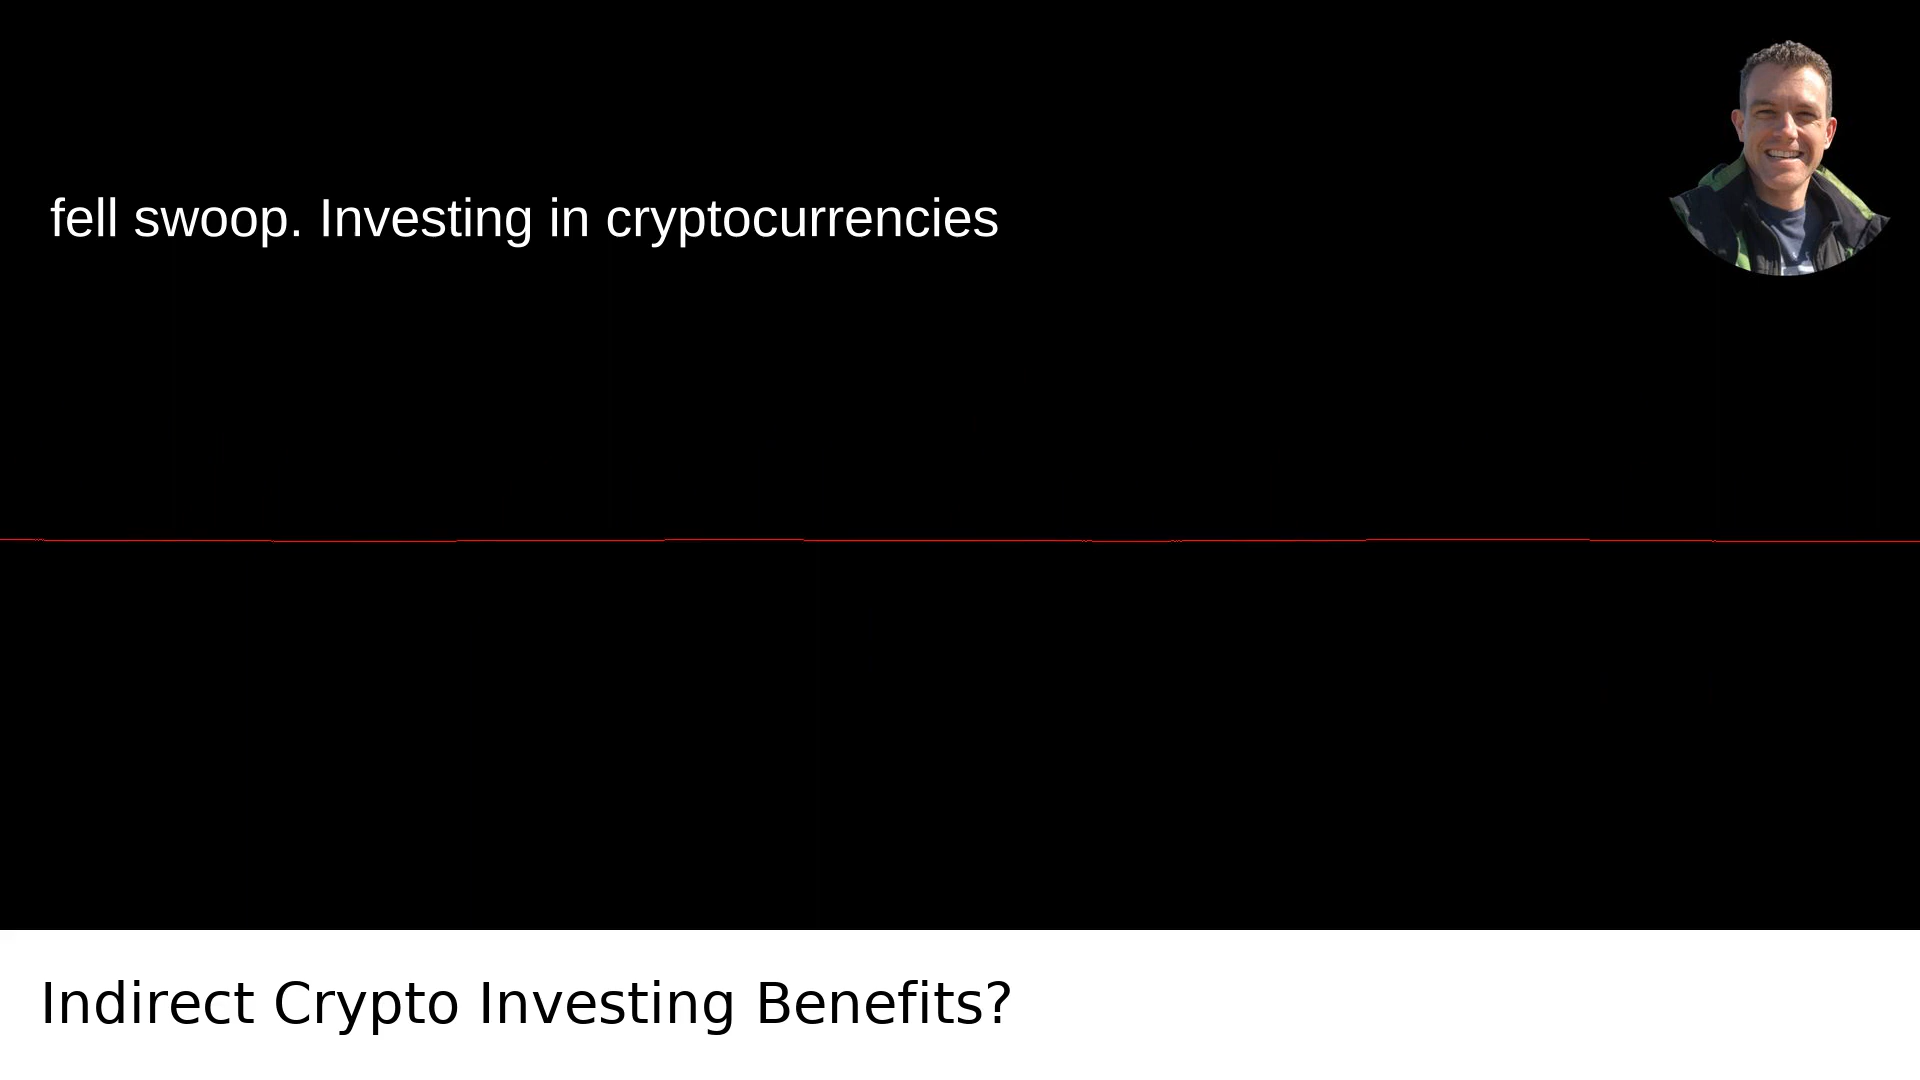 fell swoop. Investing in cryptocurrencies
Indirect Crypto Investing Benefits?